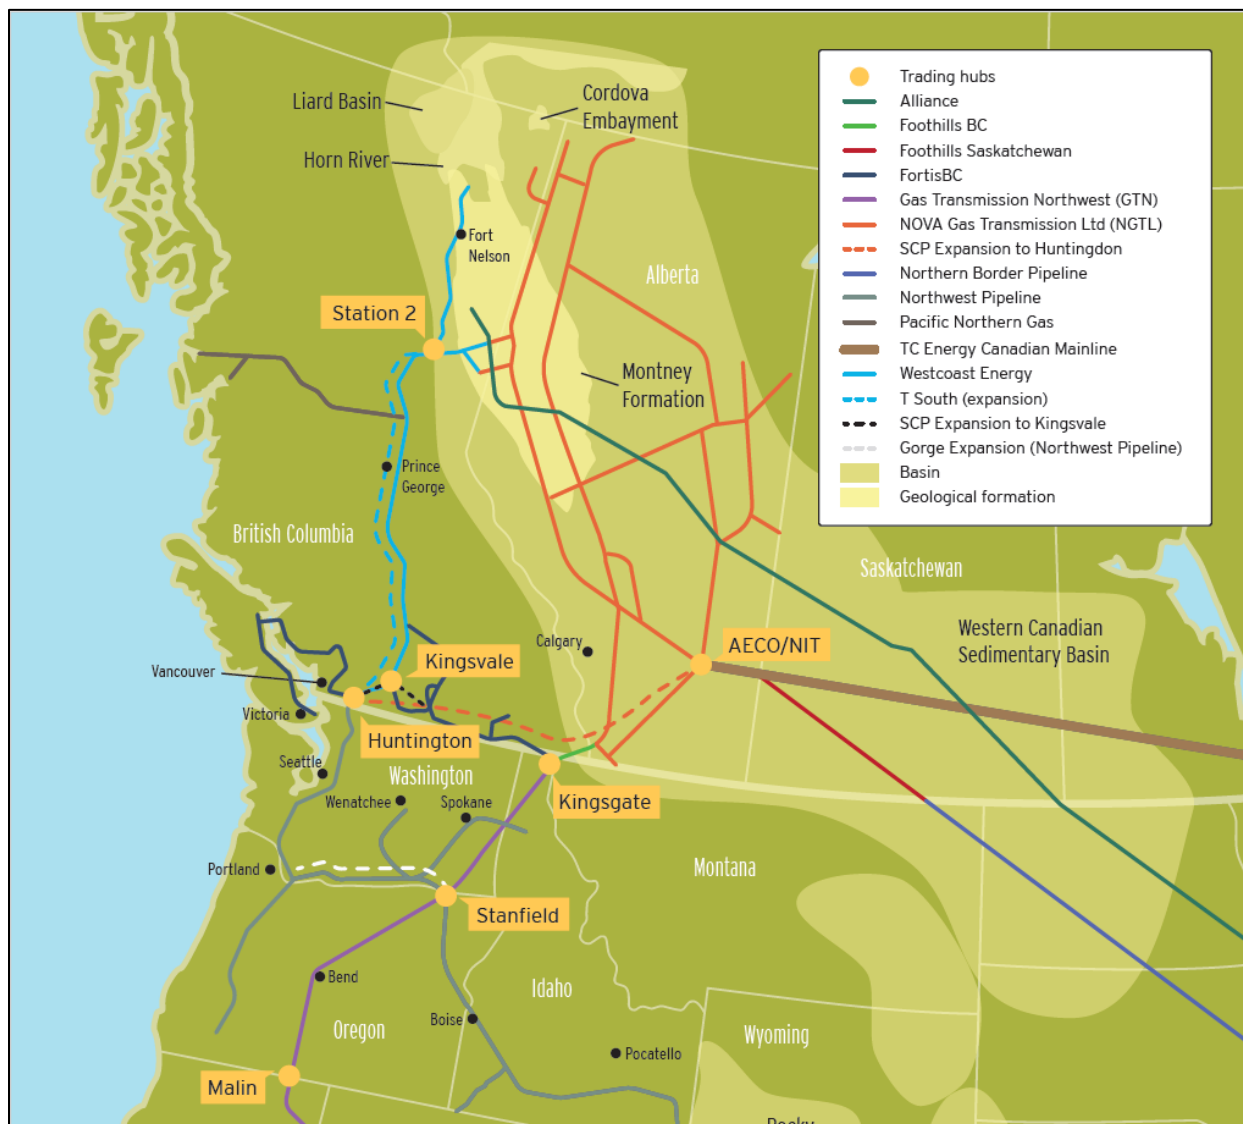 Liard Basin
Cordova
Embayment
Horn River
Fort
Nelson
Alberta
Station 2
Montney
Formation
Prince
George
British Columbia
Saskatchewan
Western Canadian
Sedimentary Basin
Calgary
AECO/NIT
Kingsvale
Vancouver
Victoria
Huntington
Seattle
Washington
Kingsgate
Wenatchee
Spokane
Portland
Montana
Stanfield
Bend
Idaho
Boise
Oregon
Wyoming
Pocatello
Malin
Rocky
Trading hubs
Alliance
Foothills BC
Foothills Saskatchewan
FortisBC
Gas Transmission Northwest (GTN)
NOVA Gas Transmission Ltd (NGTL)
SCP Expansion to Huntingdon
Northern Border Pipeline
Northwest Pipeline
Pacific Northern Gas
TC Energy Canadian Mainline
Westcoast Energy
T South (expansion)
SCP Expansion to Kingsvale
Gorge Expansion (Northwest Pipeline)
Basin
Geological formation